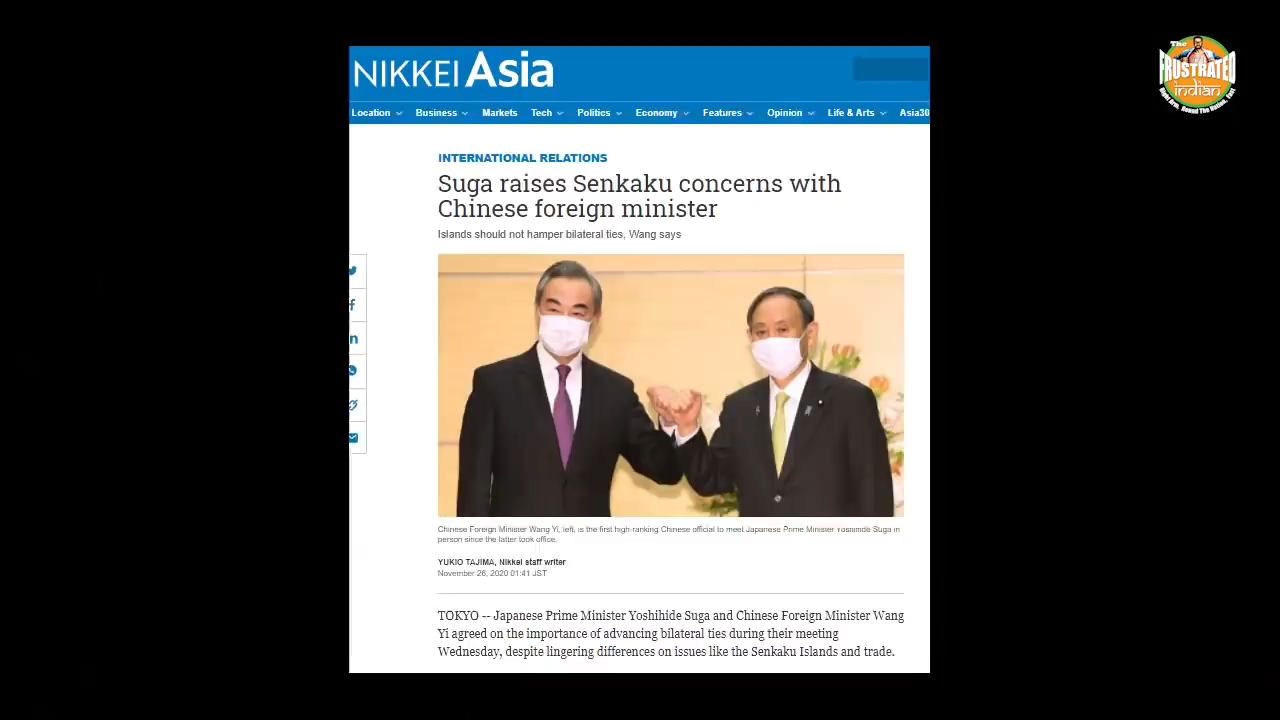 NIKKEI Asia
Location Business Markets Tech Politics Economy Features Opinion Life & Arts Asia30
INTERNATIONAL RELATIONS
Suga raises Senkaku concerns with
Chinese foreign minister
Islands should not hamper bilateral ties, Wang says
Chinese Foreign Minister Wang Yi, left, is the first high-ranking Chinese official to meet Japanese Prime Minister Yoshihide Suga in
person since the latter took office.
YUKIO TAJIMA, Nikkei staff writer
November 26, 2020 01:41 JST
TOKYO -- Japanese Prime Minister Yoshihide Suga and Chinese Foreign Minister Wang
Yi agreed on the importance of advancing bilateral ties during their meeting
Wednesday, despite lingering differences on issues like the Senkaku Islands and trade.
The
FRUSTRATED
indian